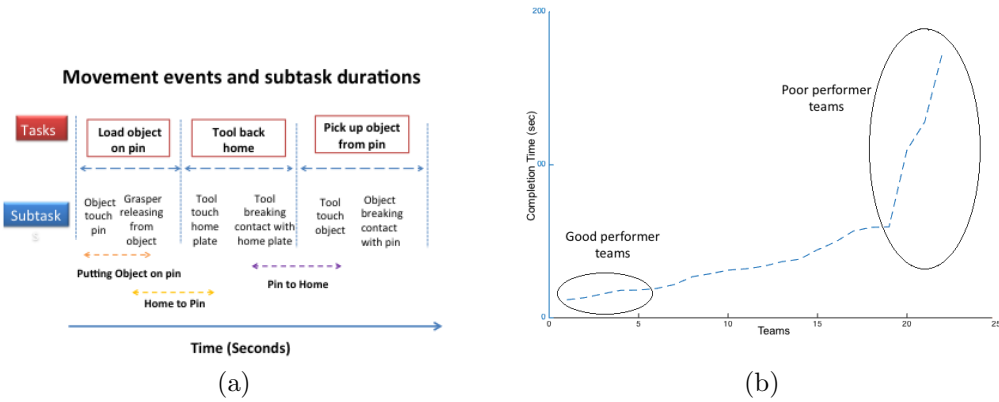 Movement events and subtask durations
Tasks
Load object
on pin
Tool back
home
Pick up object
from pin
Subtask
s
Object
touch
pin
Grasper
releasing
from
object
Tool
touch
home
plate
Tool
breaking
contact with
home plate
Tool
touch
object
Object
breaking
contact
with pin
Putting Object on pin
Home to Pin
Pin to Home
Time (Seconds)
(a)
200
00
0
Completion Time (sec)
Good performer
teams
Poor performer
teams
0
5
10
15
20
25
Teams
(b)